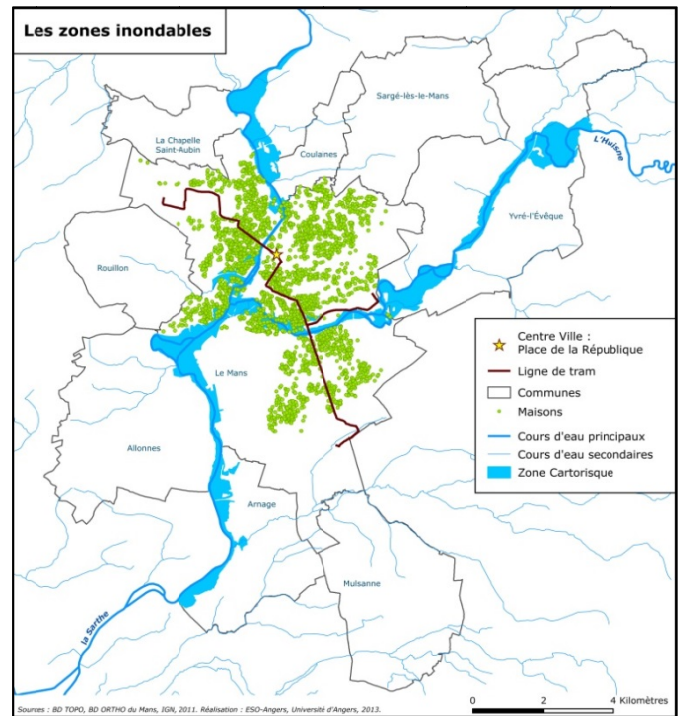 Les zones inondables
Sargé-lès-le-Mans
La Chapelle
Saint-Aubin
Coulanes
L'Huisne
Yvré-l'Évêque
Rouillon
Centre Ville :
Place de la République
Ligne de tram
Communes
Maisons
Cours d'eau principaux
Cours d'eau secondaires
Zone Cartorisque
Le Mans
Allonnes
Arnage
Mulsanne
la Sarthe
Sources : BD TOPO, BD ORTHO du Mans, IGN, 2011. Réalisation : ESO-Angers, Université d'Angers, 2013.
0 2 4 Kilomètres